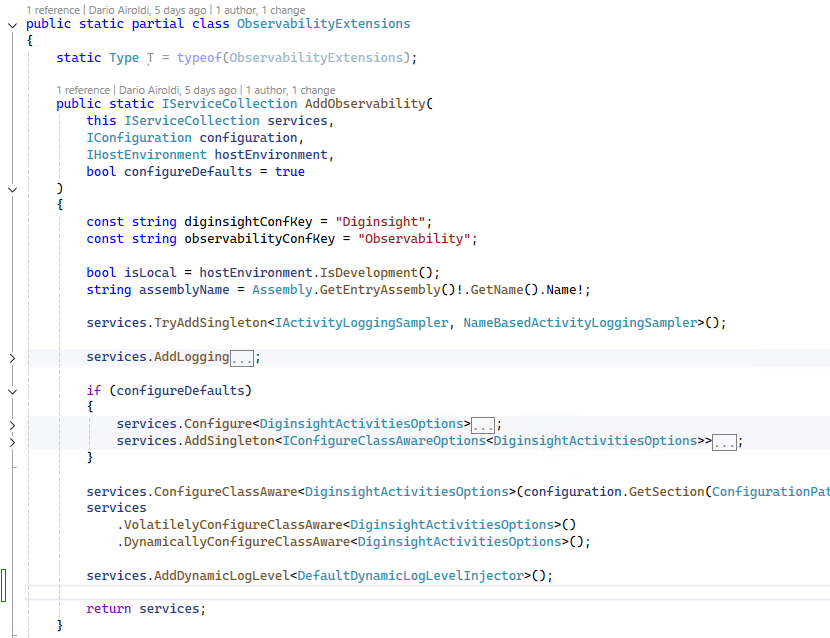 1 reference | Dario Airoldi, 5 days ago | 1 author, 1 change
public static partial class ObservabilityExtensions
{
static Type T = typeof(ObservabilityExtensions);
1 reference | Dario Airoldi, 5 days ago | 1 author, 1 change
public static IServiceCollection AddObservability(
this IServiceCollection services,
IConfiguration configuration,
IHostEnvironment hostEnvironment,
bool configureDefaults = true
)
{
const string diginsightConfKey = "Diginsight";
const string observabilityConfKey = "Observability";
bool isLocal = hostEnvironment.IsDevelopment();
string assemblyName = Assembly.GetEntryAssembly()!.GetName().Name!;
services.TryAddSingleton<IActivityLoggingSampler, NameBasedActivityLoggingSampler>();
services.AddLogging...;
if (configureDefaults)
{
services.Configure<DiginsightActivitiesOptions>...;
services.AddSingleton<IConfigureClassAwareOptions<DiginsightActivitiesOptions>>...;
}
services.ConfigureClassAware<DiginsightActivitiesOptions>(configuration.GetSection(ConfigurationPat
services
.VolatilelyConfigureClassAware<DiginsightActivitiesOptions>()
.DynamicallyConfigureClassAware<DiginsightActivitiesOptions>();
services.AddDynamicLogLevel<DefaultDynamicLogLevelInjector>();
return services;
}